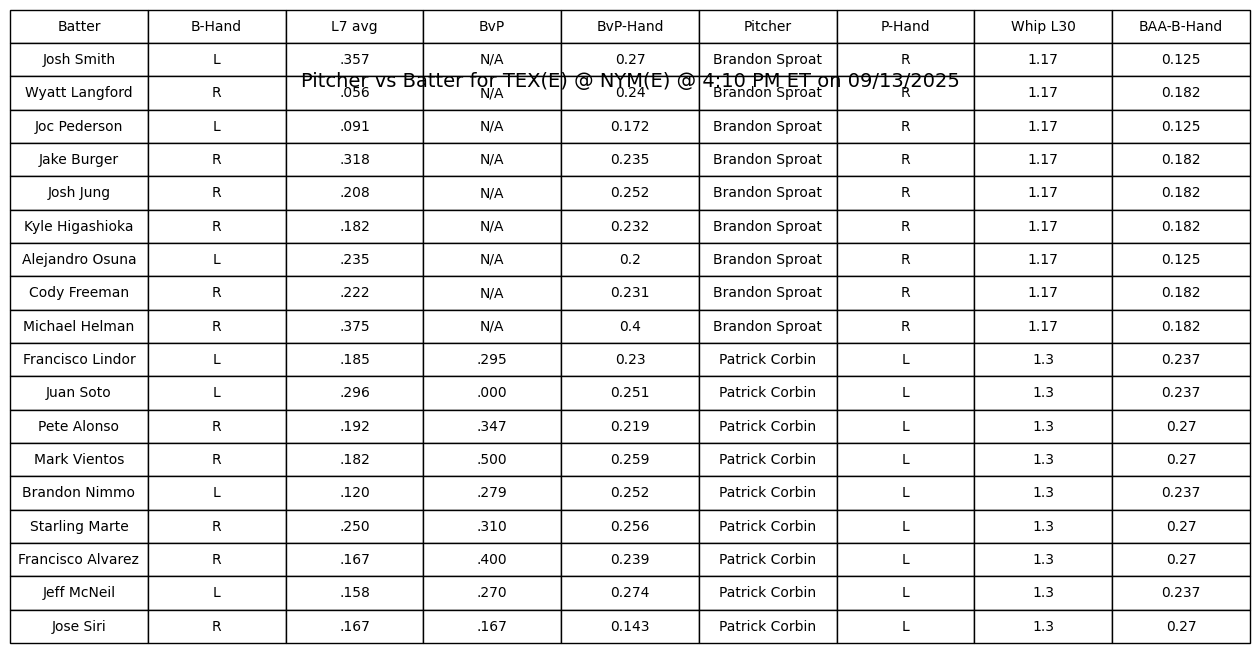 Batter B-Hand L7 avg BvP BvP-Hand Pitcher P-Hand Whip L30 BAA-B-Hand
Josh Smith L .357 N/A 0.27 Brandon Sproat R 1.17 0.125
Pitcher vs Batter for TEX(E) @ NYM(E) @ 4:10 PM ET on 09/13/2025
Wyatt Langford R .056 N/A 0.24 Brandon Sproat R 1.17 0.182
Joc Pederson L .091 N/A 0.172 Brandon Sproat R 1.17 0.125
Jake Burger R .318 N/A 0.235 Brandon Sproat R 1.17 0.182
Josh Jung R .208 N/A 0.252 Brandon Sproat R 1.17 0.182
Kyle Higashioka R .182 N/A 0.232 Brandon Sproat R 1.17 0.182
Alejandro Osuna L .235 N/A 0.2 Brandon Sproat R 1.17 0.125
Cody Freeman R .222 N/A 0.231 Brandon Sproat R 1.17 0.182
Michael Helman R .375 N/A 0.4 Brandon Sproat R 1.17 0.182
Francisco Lindor L .185 .295 0.23 Patrick Corbin L 1.3 0.237
Juan Soto L .296 .000 0.251 Patrick Corbin L 1.3 0.237
Pete Alonso R .192 .347 0.219 Patrick Corbin L 1.3 0.27
Mark Vientos R .182 .500 0.259 Patrick Corbin L 1.3 0.27
Brandon Nimmo L .120 .279 0.252 Patrick Corbin L 1.3 0.237
Starling Marte R .250 .310 0.256 Patrick Corbin L 1.3 0.27
Francisco Alvarez R .167 .400 0.239 Patrick Corbin L 1.3 0.27
Jeff McNeil L .158 .270 0.274 Patrick Corbin L 1.3 0.237
Jose Siri R .167 .167 0.143 Patrick Corbin L 1.3 0.27